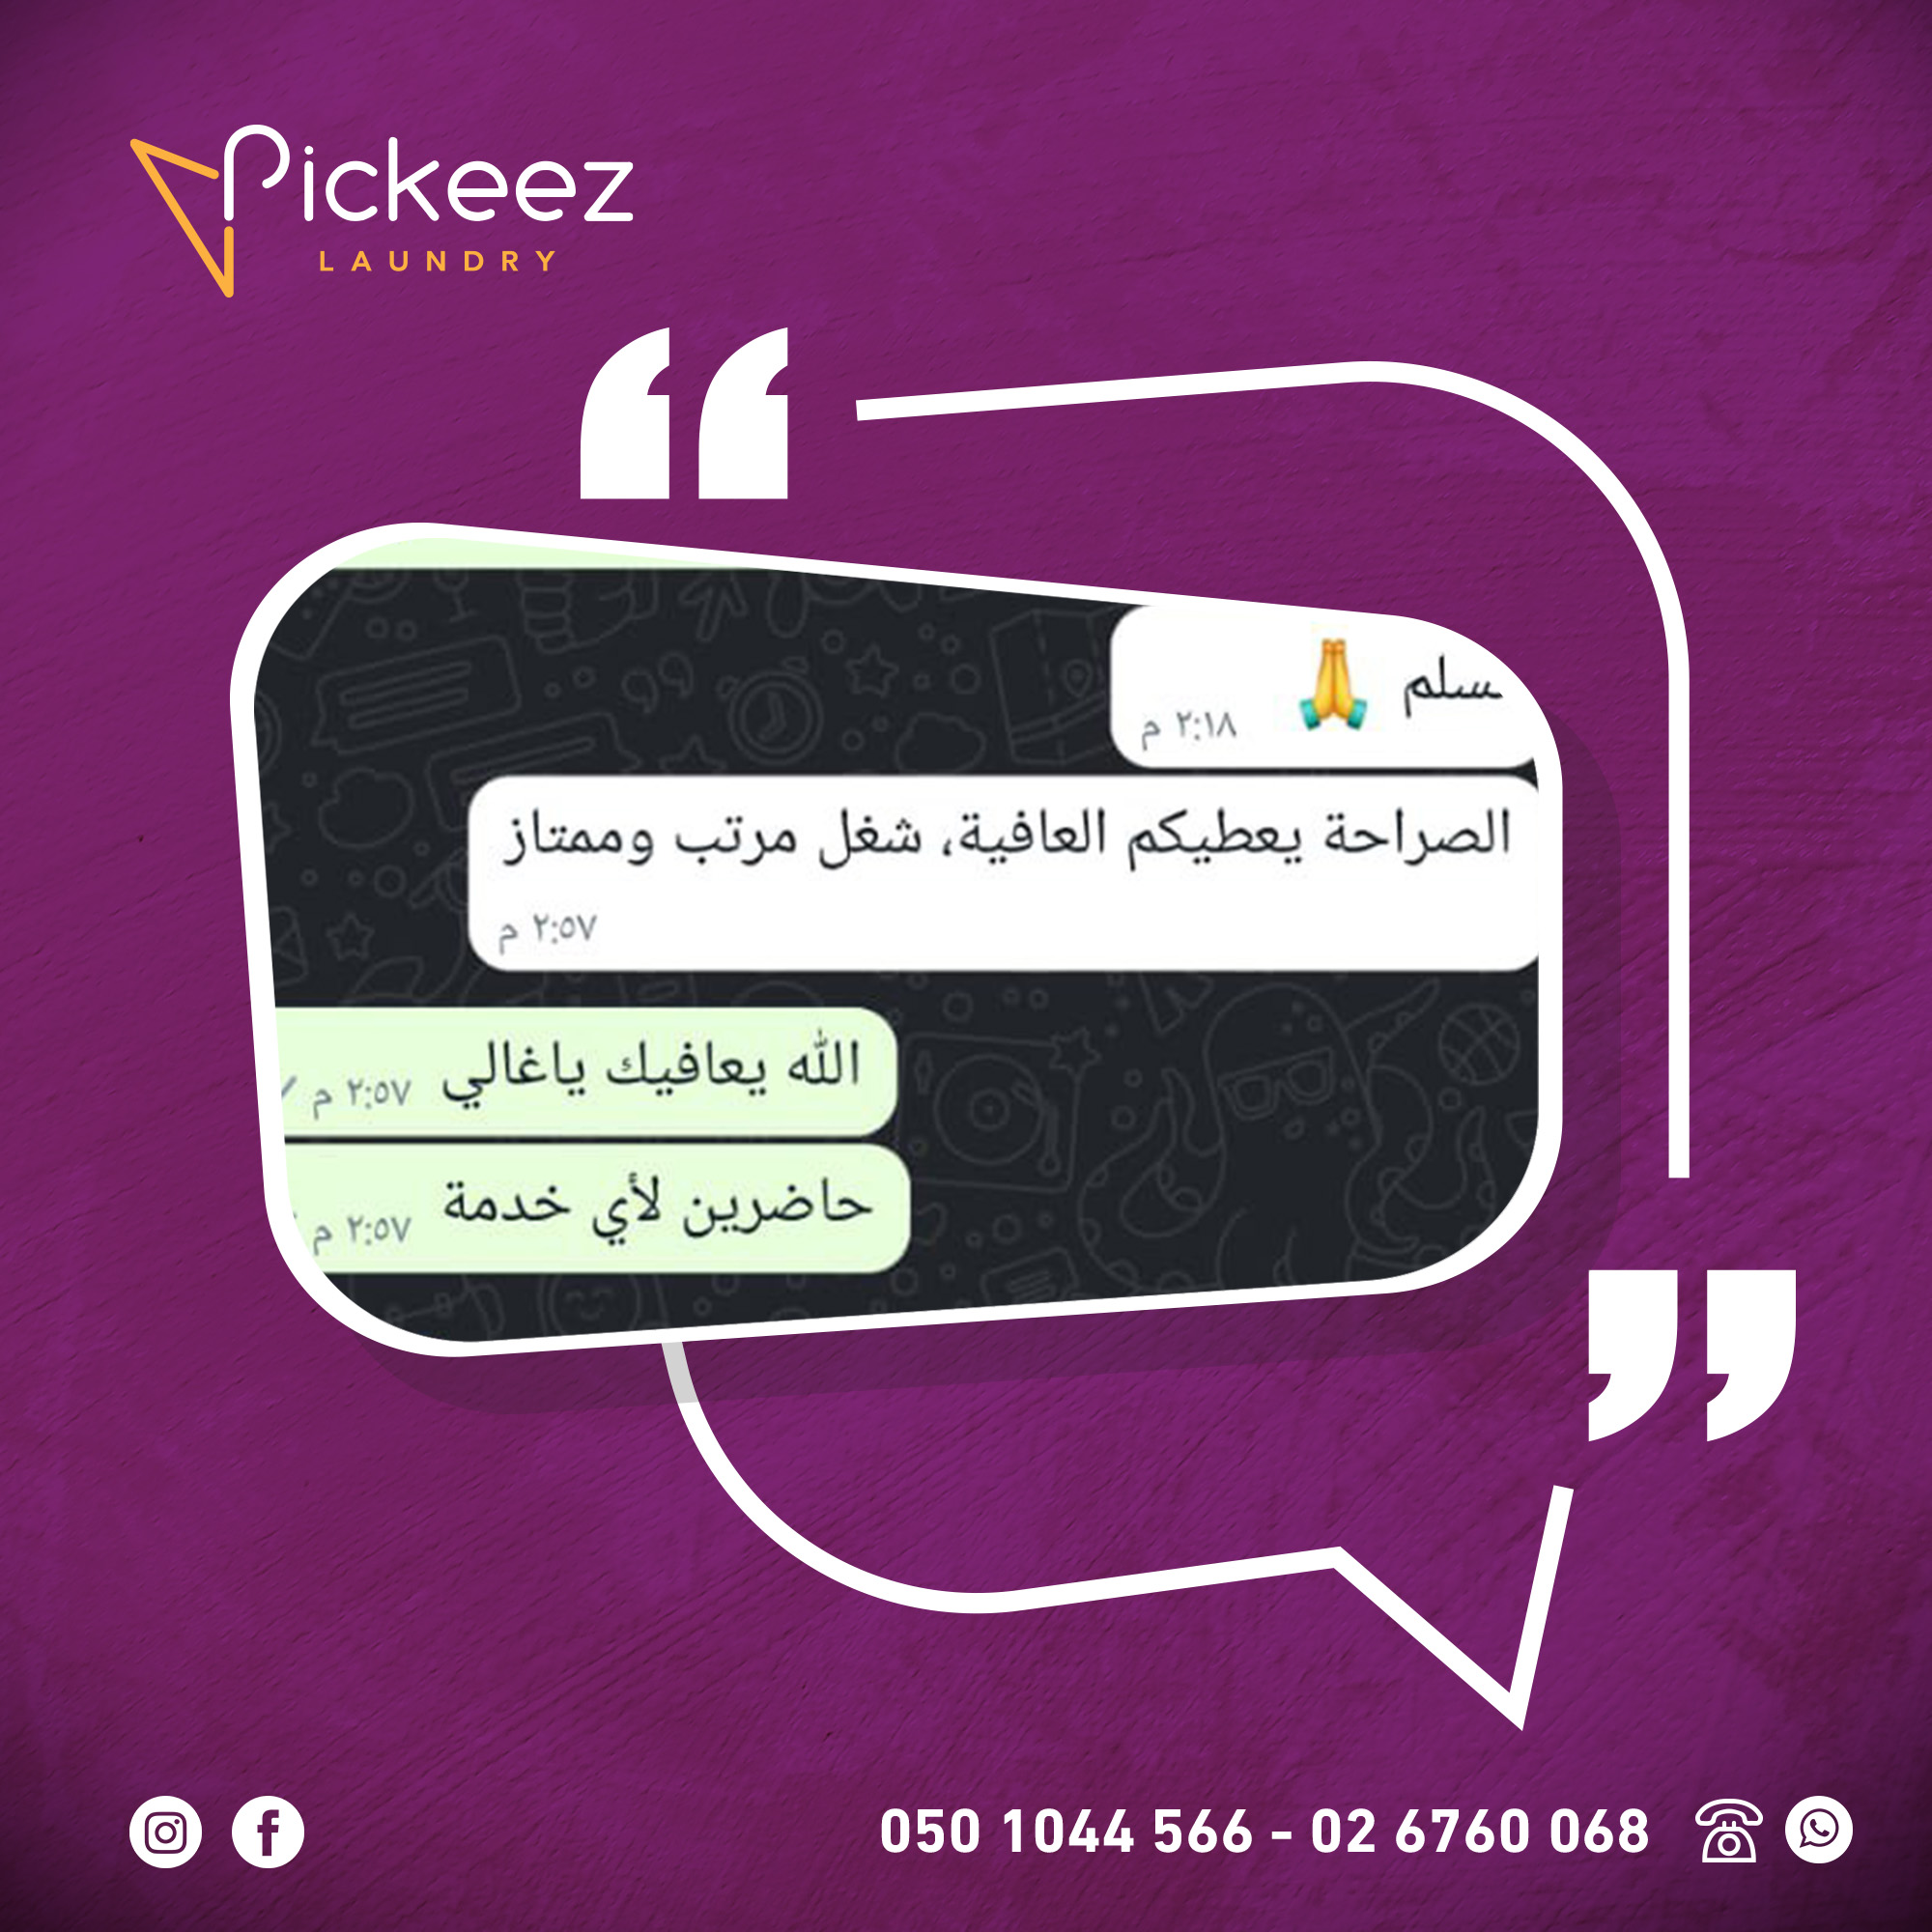 Pickeez
LAUNDRY
سلم 🙏
٢:١٨ م
الصراحة يعطيكم العافية، شغل مرتب وممتاز
٢:٥٧ م
الله يعافيك ياغالي ٢:٥٧ م
حاضرين لأي خدمة ٢:٥٧ م
050 1044 566 - 02 6760 068